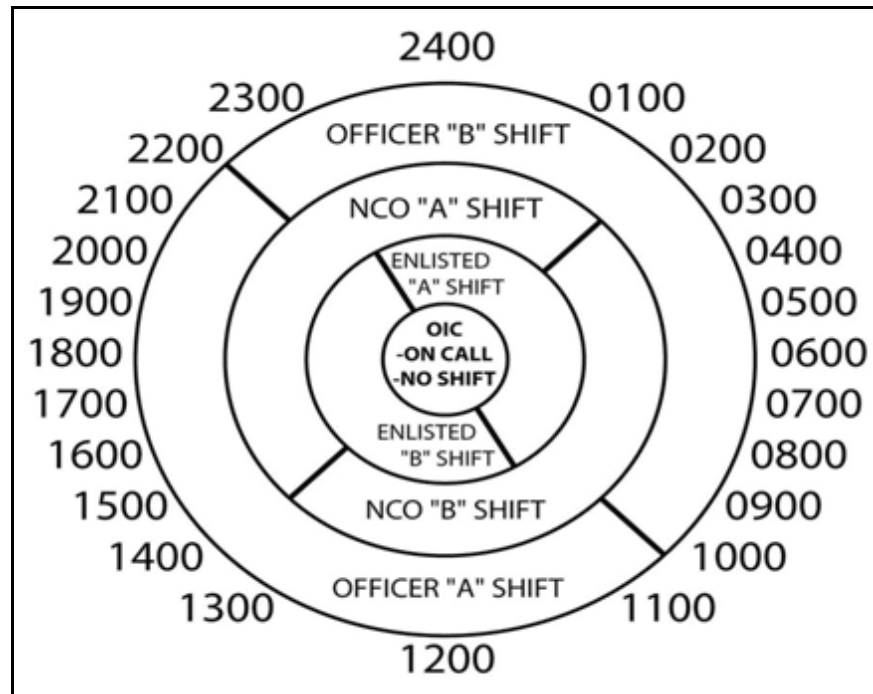 2400
2300
0100
OFFICER "B" SHIFT
2200
0200
2100
NCO "A" SHIFT
0300
2000
ENLISTED
"A" SHIFT
0400
1900
0500
OIC
-ON CALL
-NO SHIFT
1800
0600
1700
0700
ENLISTED
"B" SHIFT
1600
0800
1500
NCO "B" SHIFT
0900
1400
1000
OFFICER "A" SHIFT
1300
1100
1200